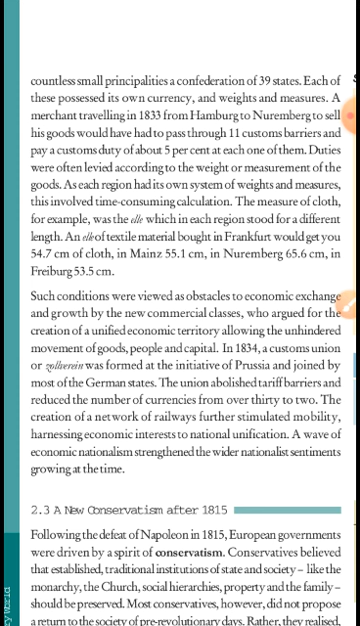 countless small principalities a confederation of 39 states. Each of
these possessed its own currency, and weights and measures. A
merchant travelling in 1833 from Hamburg to Nuremberg to sell
his goods would have had to pass through 11 customs barriers and
pay a customs duty of about 5 per cent at each one of them. Duties
were often levied according to the weight or measurement of the
goods. As each region had its own system of weights and measures,
this involved time-consuming calculation. The measure of cloth,
for example, was the elle which in each region stood for a different
length. An elle of textile material bought in Frankfurt would get you
54.7 cm of cloth, in Mainz 55.1 cm, in Nuremberg 65.6 cm, in
Freiburg 53.5 cm.
Such conditions were viewed as obstacles to economic exchange
and growth by the new commercial classes, who argued for the
creation of a unified economic territory allowing the unhindered
movement of goods, people and capital. In 1834, a customs union
or zollverein was formed at the initiative of Prussia and joined by
most of the German states. The union abolished tariff barriers and
reduced the number of currencies from over thirty to two. The
creation of a network of railways further stimulated mobility,
harnessing economic interests to national unification. A wave of
economic nationalism strengthened the wider nationalist sentiments
growing at the time.
2.3 A New Conservatism after 1815
Following the defeat of Napoleon in 1815, European governments
were driven by a spirit of conservatism. Conservatives believed
that established, traditional institutions of state and society – like the
monarchy, the Church, social hierarchies, property and the family –
should be preserved. Most conservatives, however, did not propose
a return to the society of pre-revolutionary days. Rather, they realised,
ry World